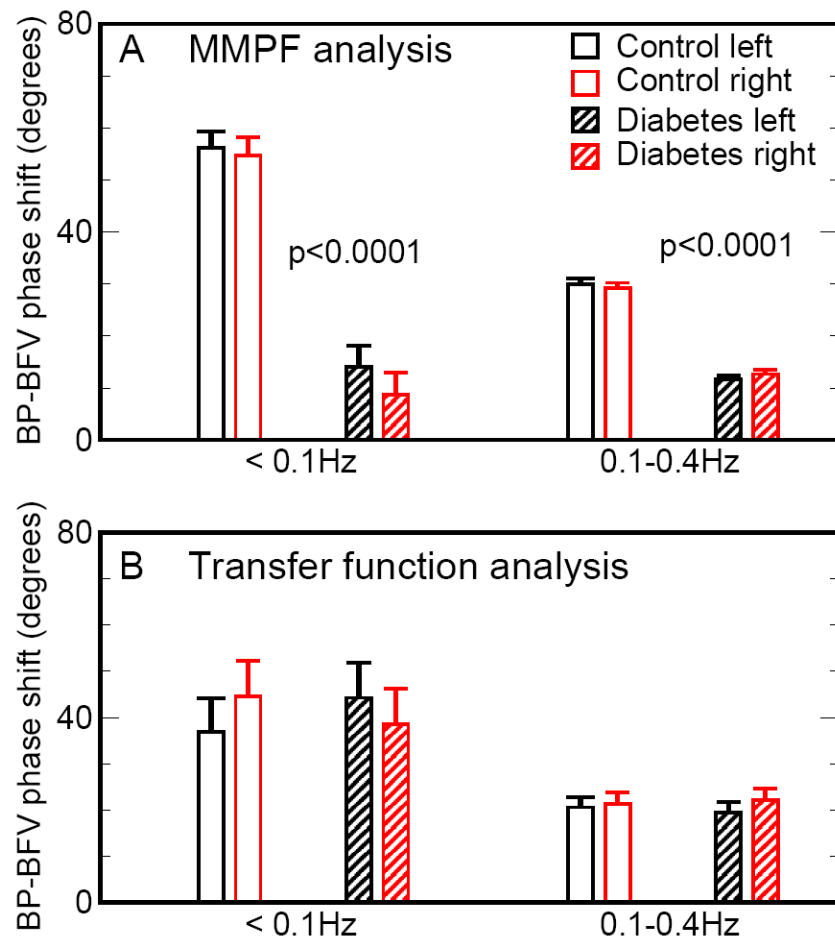 80
A MMPF analysis
Control left
Control right
Diabetes left
Diabetes right
BP-BFV phase shift (degrees)
40
p<0.0001
p<0.0001
0
< 0.1Hz
0.1-0.4Hz
80
B Transfer function analysis
BP-BFV phase shift (degrees)
40
0
< 0.1Hz
0.1-0.4Hz